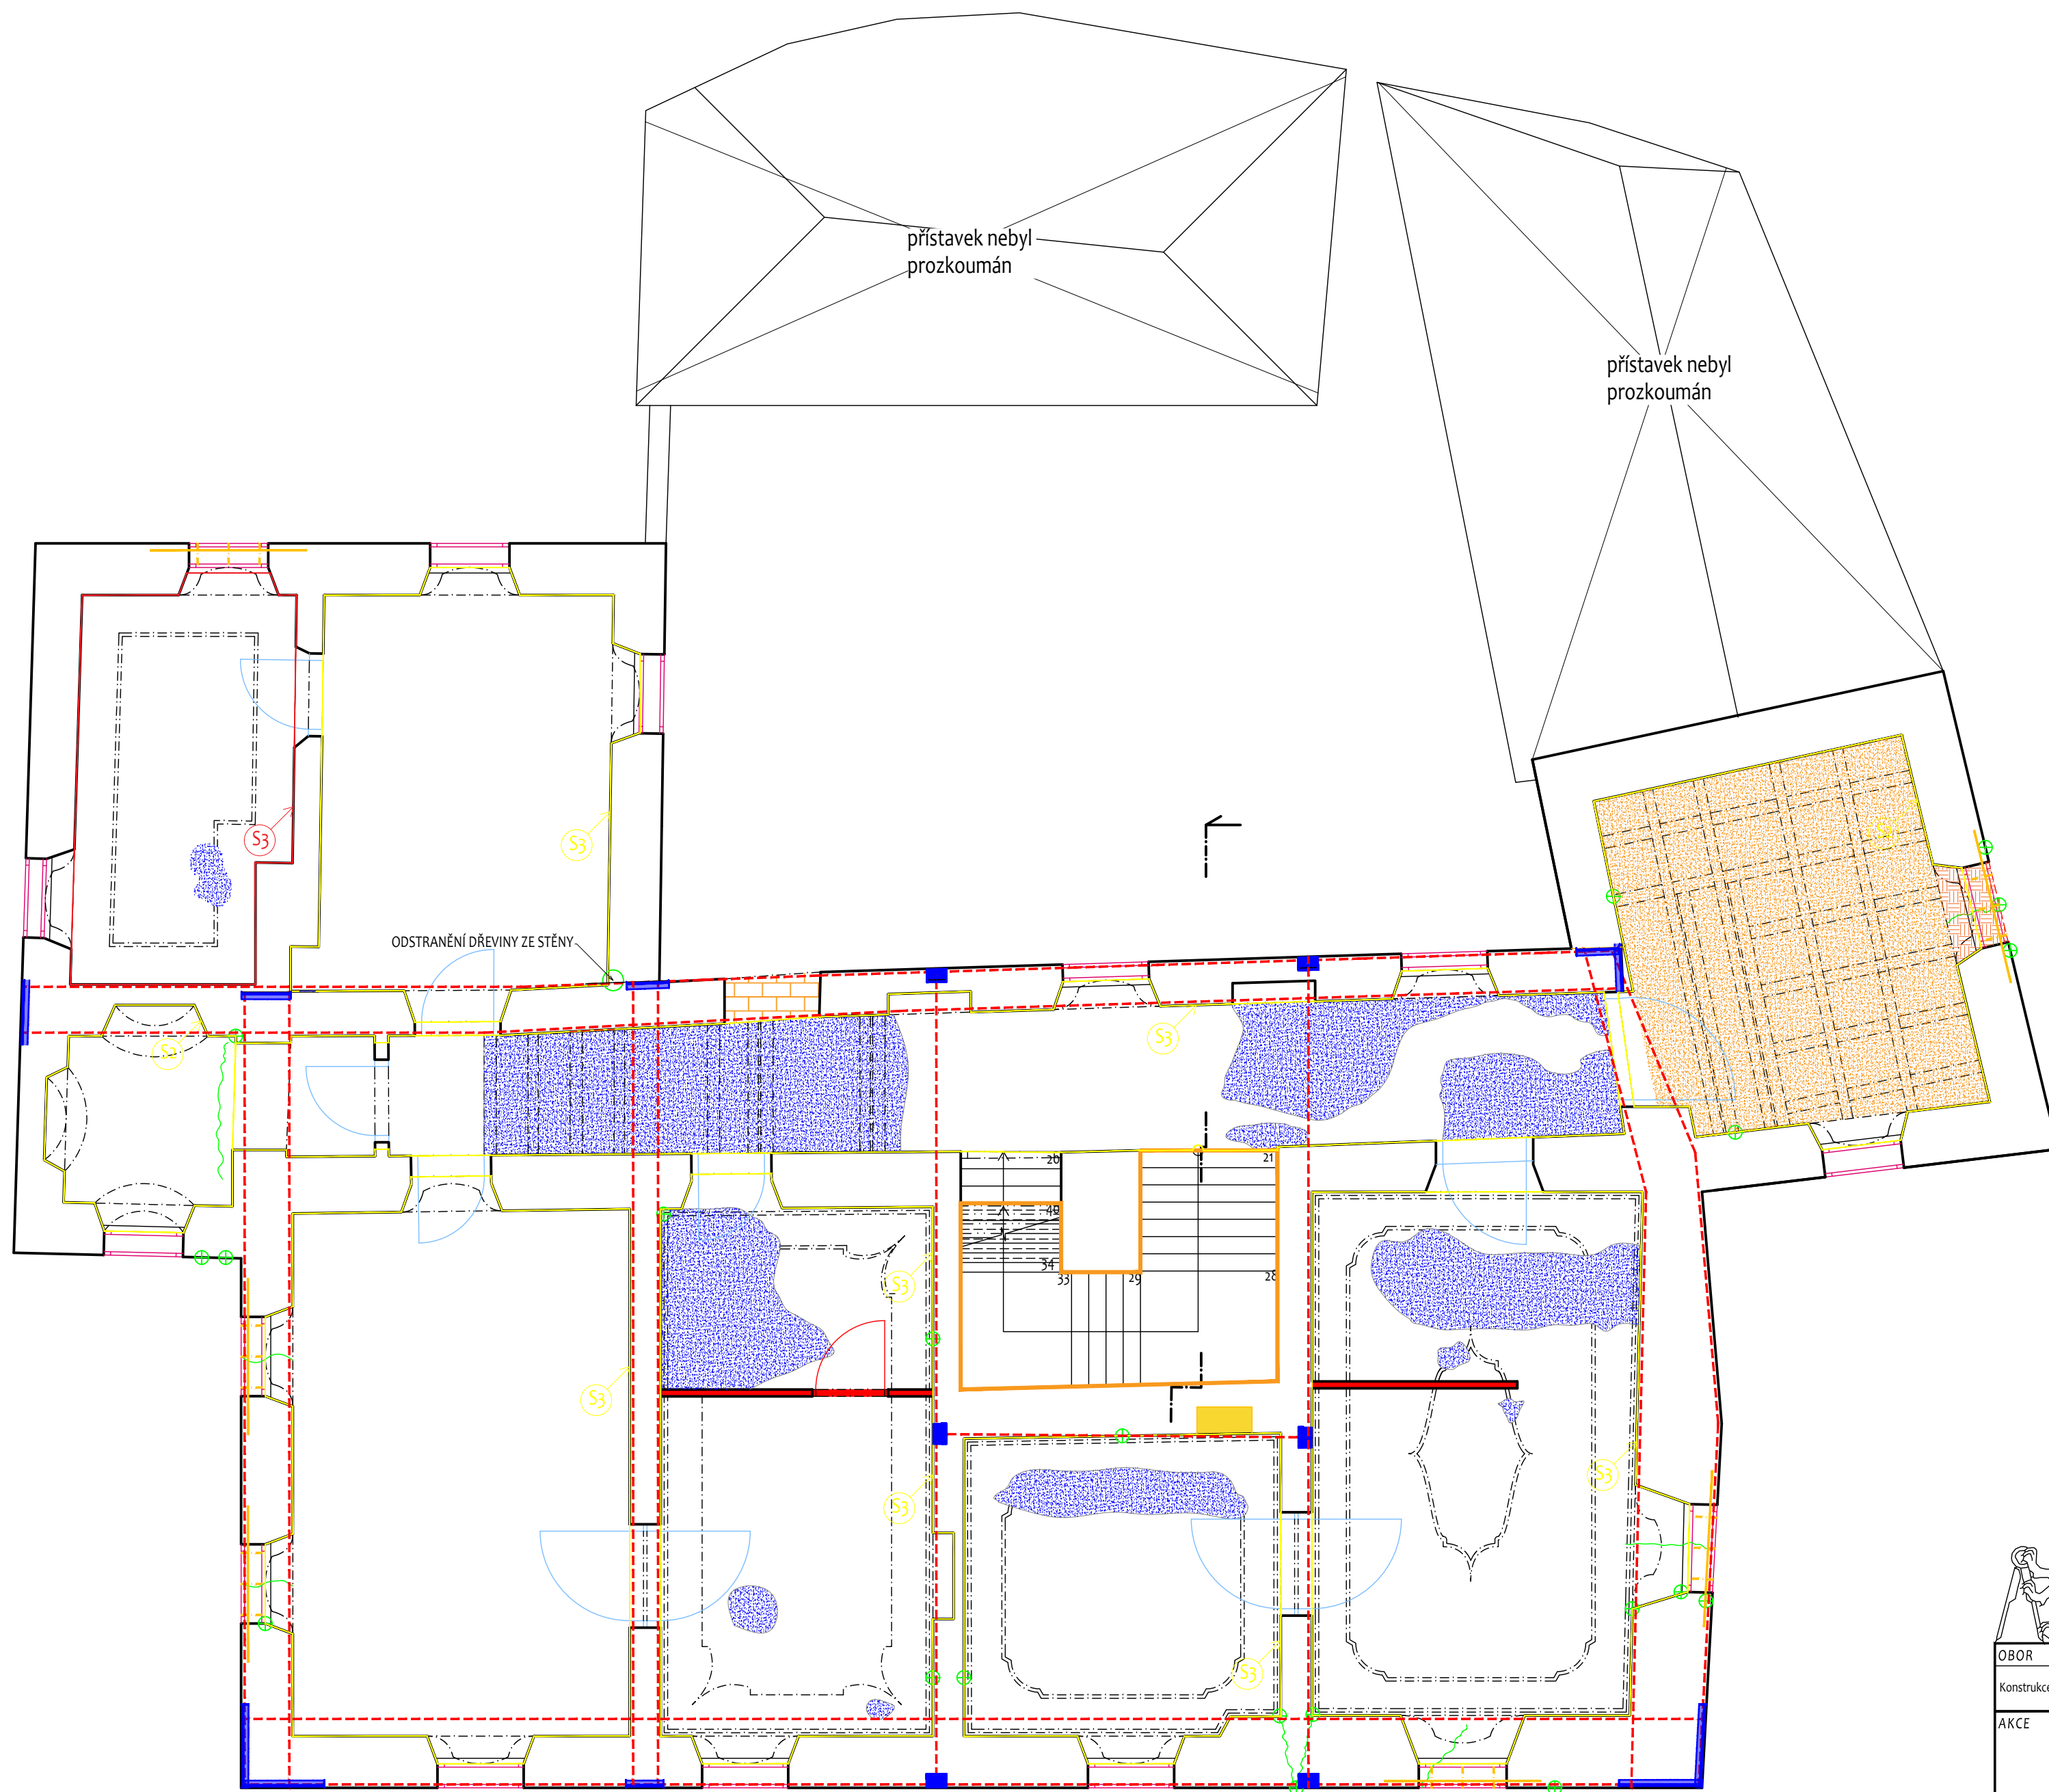 přístavek nebyl
prozkoumán
přístavek nebyl
prozkoumán
S3
S3
S3
ODSTRANĚNÍ DŘEVINY ZE STĚNY
S3
S3
20
21
40
34
33
29
28
S3
S3
S3
S3
S3
OBOR
Konstrukce
AKCE